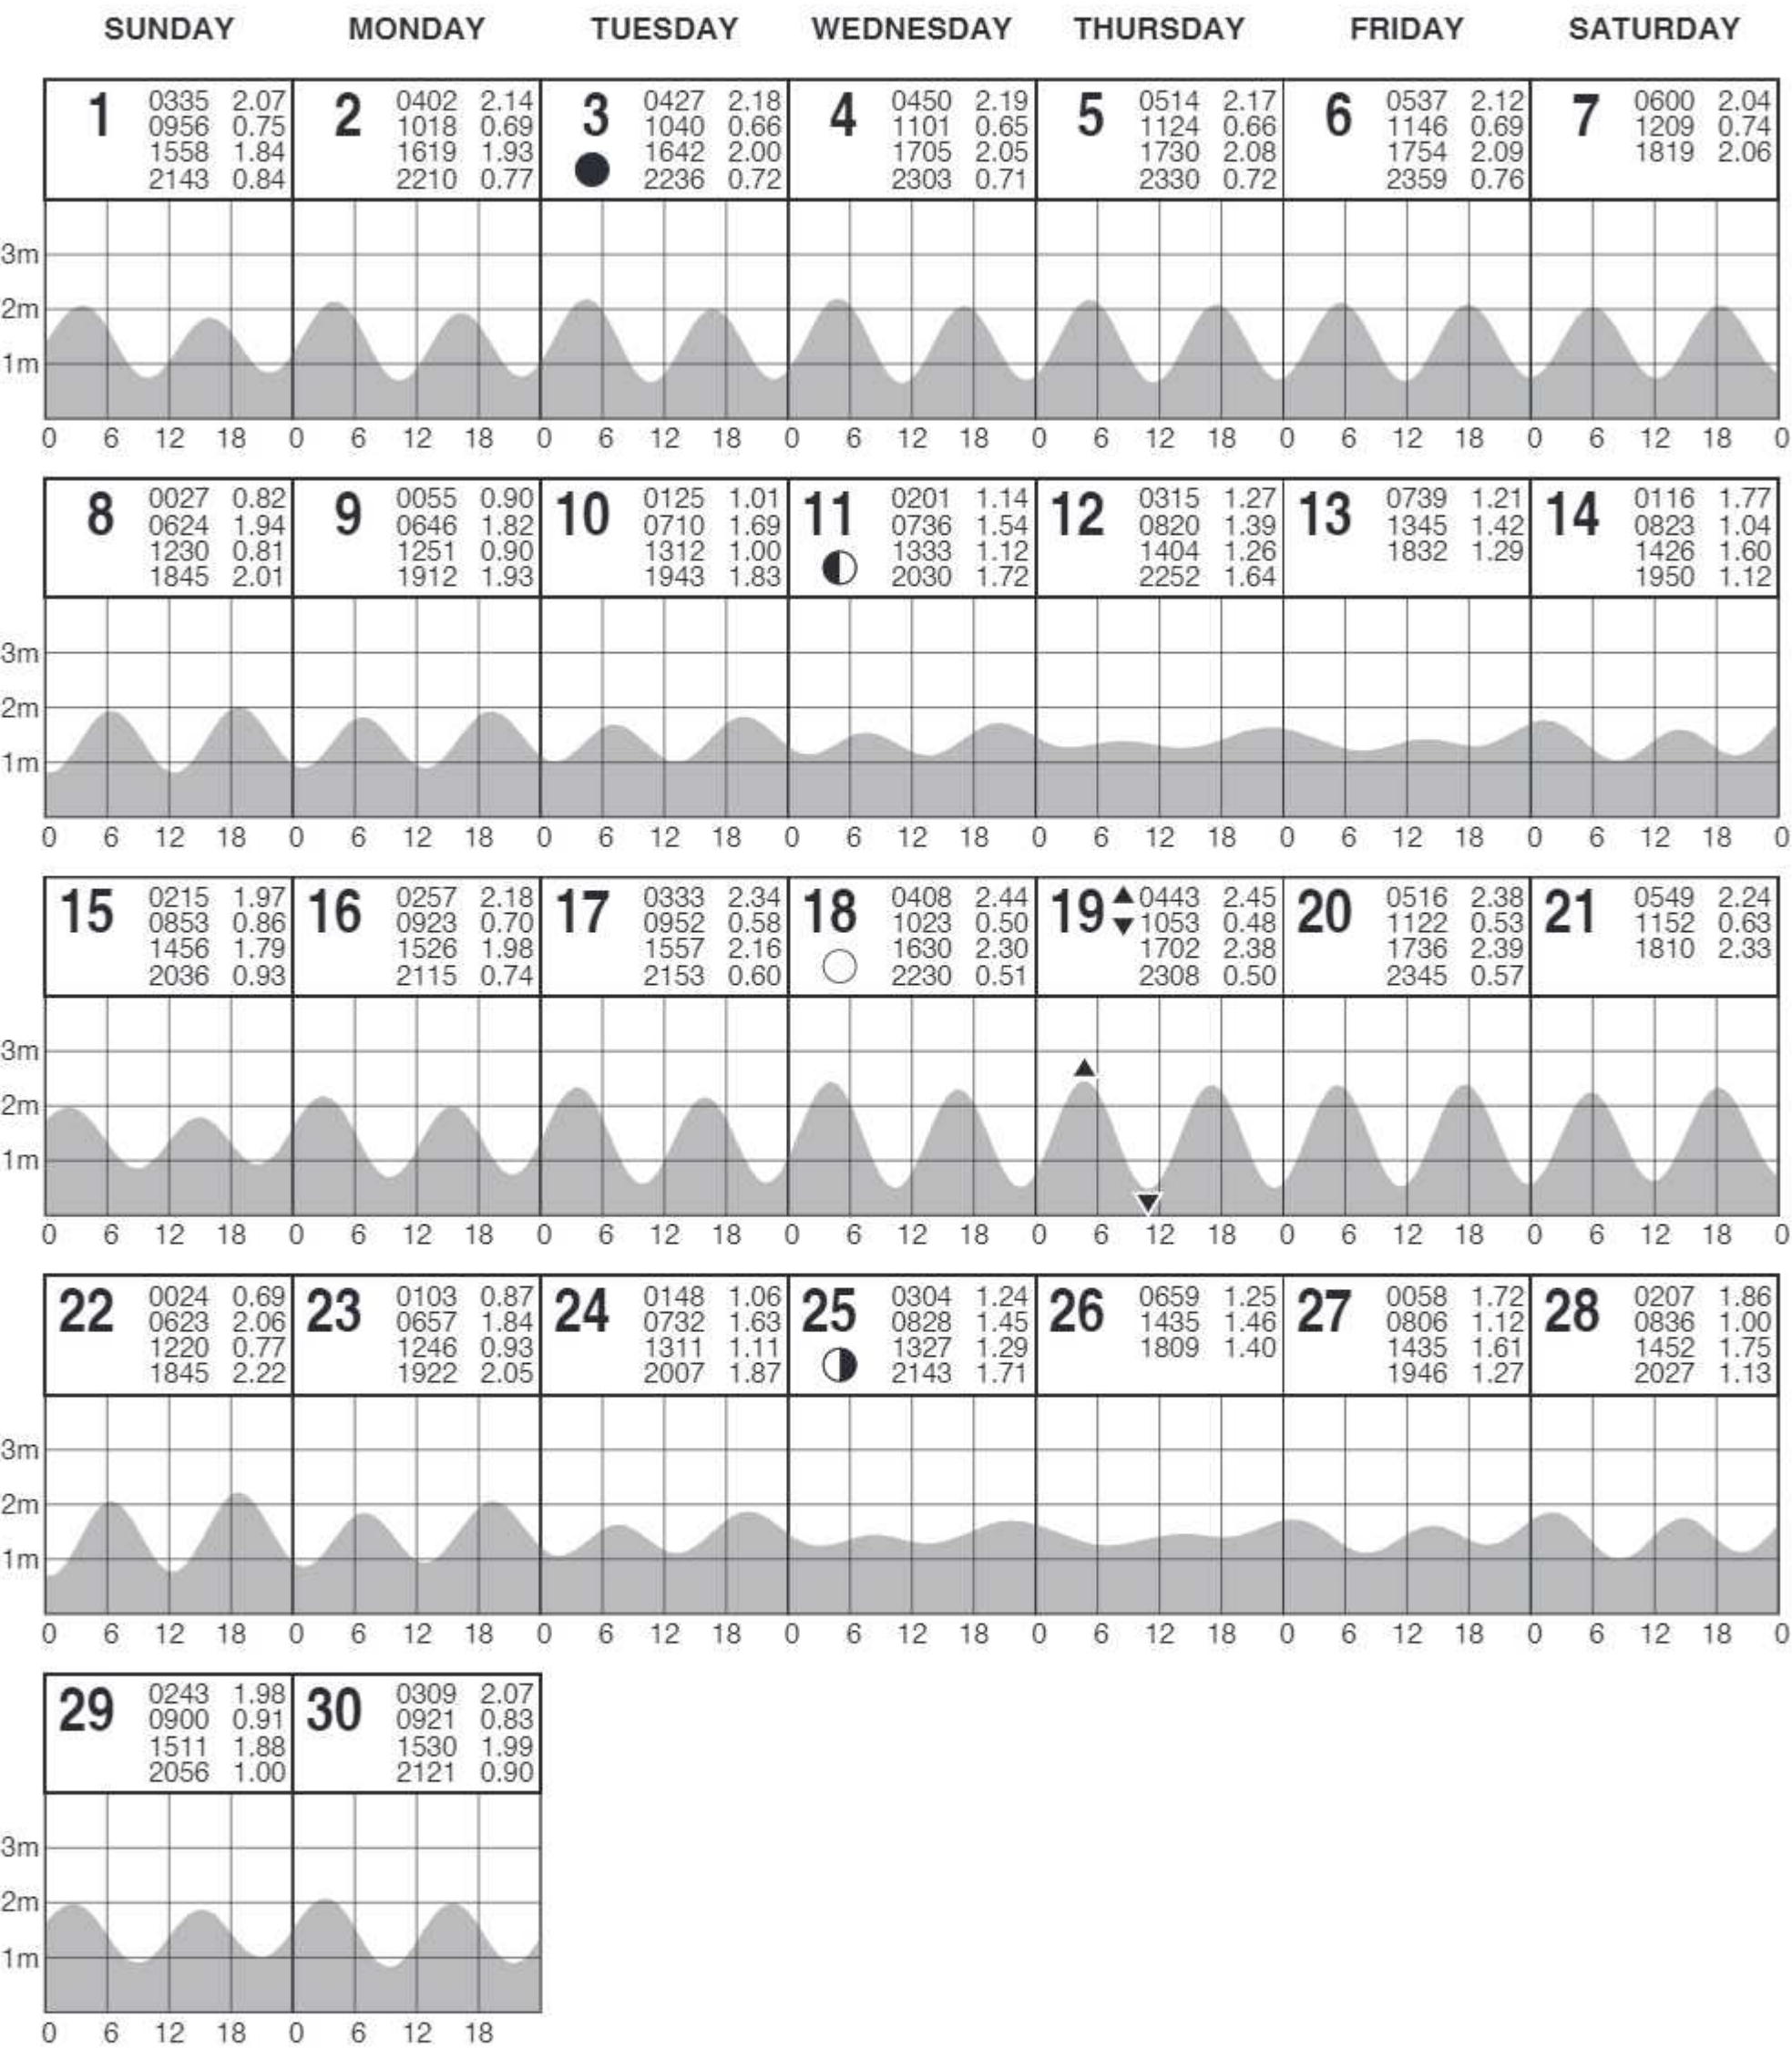 SUNDAY MONDAY TUESDAY WEDNESDAY THURSDAY FRIDAY SATURDAY
1 0335 2.07
0956 0.75
1558 1.84
2143 0.84
2 0402 2.14
1018 0.69
1619 1.93
2210 0.77
3 0427 2.18
1040 0.66
1642 2.00
2236 0.72
4 0450 2.19
1101 0.65
1705 2.05
2303 0.71
5 0514 2.17
1124 0.66
1730 2.08
2330 0.72
6 0537 2.12
1146 0.69
1754 2.09
2359 0.76
7 0600 2.04
1209 0.74
1819 2.06
3m
2m
1m
0 6 12 18 0 6 12 18 0 6 12 18 0 6 12 18 0 6 12 18 0 6 12 18 0 6 12 18 0
8 0027 0.82
0624 1.94
1230 0.81
1845 2.01
9 0055 0.90
0646 1.82
1251 0.90
1912 1.93
10 0125 1.01
0710 1.69
1312 1.00
1943 1.83
11 0201 1.14
0736 1.54
1333 1.12
2030 1.72
12 0315 1.27
0820 1.39
1404 1.26
2252 1.64
13 0739 1.21
1345 1.42
1832 1.29
14 0116 1.77
0823 1.04
1426 1.60
1950 1.12
3m
2m
1m
0 6 12 18 0 6 12 18 0 6 12 18 0 6 12 18 0 6 12 18 0 6 12 18 0 6 12 18 0
15 0215 1.97
0853 0.86
1456 1.79
2036 0.93
16 0257 2.18
0923 0.70
1526 1.98
2115 0.74
17 0333 2.34
0952 0.58
1557 2.16
2153 0.60
18 0408 2.44
1023 0.50
1630 2.30
2230 0.51
19 ▲0443 2.45
▼1053 0.48
1702 2.38
2308 0.50
20 0516 2.38
1122 0.53
1736 2.39
2345 0.57
21 0549 2.24
1152 0.63
1810 2.33
3m
2m
1m
0 6 12 18 0 6 12 18 0 6 12 18 0 6 12 18 0 6 12 18 0 6 12 18 0 6 12 18 0
22 0024 0.69
0623 2.06
1220 0.77
1845 2.22
23 0103 0.87
0657 1.84
1246 0.93
1922 2.05
24 0148 1.06
0732 1.63
1311 1.11
2007 1.87
25 0304 1.24
0828 1.45
1327 1.29
2143 1.71
26 0659 1.25
1435 1.46
1809 1.40
27 0058 1.72
0806 1.12
1435 1.61
1946 1.27
28 0207 1.86
0836 1.00
1452 1.75
2027 1.13
3m
2m
1m
0 6 12 18 0 6 12 18 0 6 12 18 0 6 12 18 0 6 12 18 0 6 12 18 0 6 12 18 0
29 0243 1.98
0900 0.91
1511 1.88
2056 1.00
30 0309 2.07
0921 0.83
1530 1.99
2121 0.90
3m
2m
1m
0 6 12 18 0 6 12 18